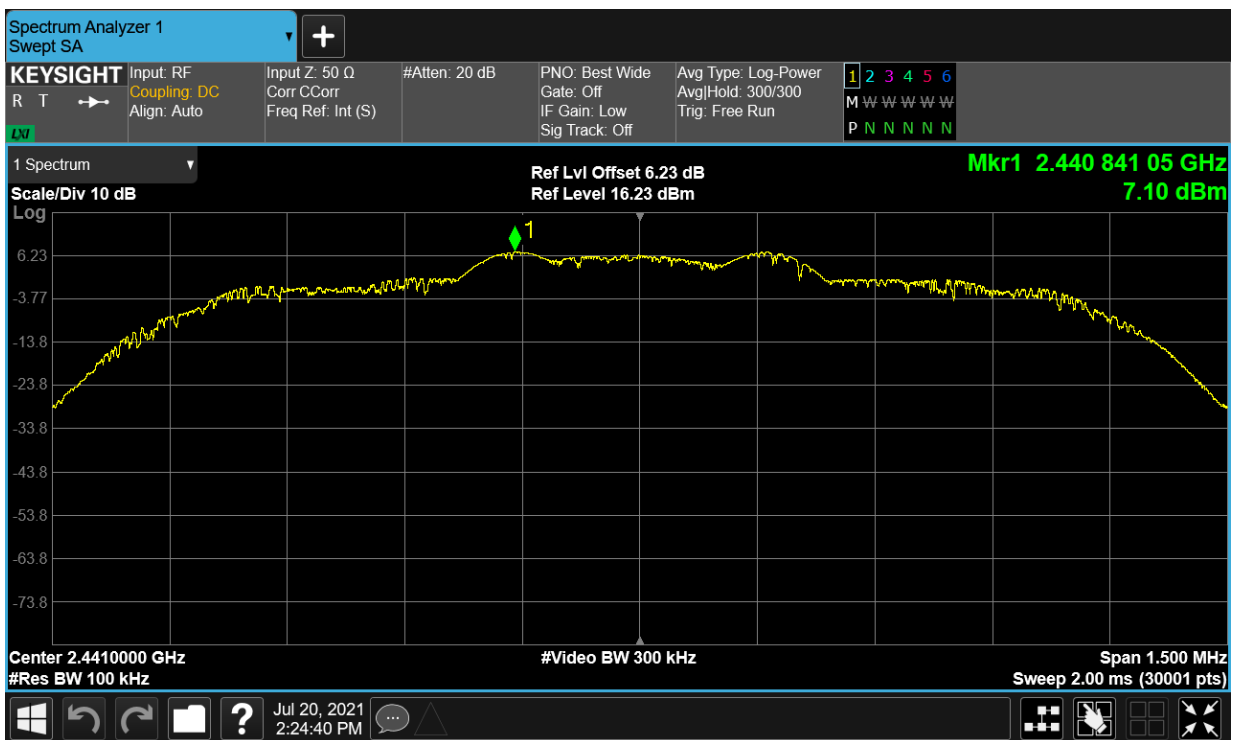 Spectrum Analyzer 1
Swept SA
+
KEYSIGHT
R T
LXI
Input: RF
Coupling: DC
Align: Auto
Input Z: 50 Ω
Corr CCorr
Freq Ref: Int (S)
#Atten: 20 dB
PNO: Best Wide
Gate: Off
IF Gain: Low
Sig Track: Off
Avg Type: Log-Power
Avg|Hold: 300/300
Trig: Free Run
1 2 3 4 5 6
M W W W W W
P N N N N N
1 Spectrum
Scale/Div 10 dB
Ref Lvl Offset 6.23 dB
Ref Level 16.23 dBm
Mkr1 2.440 841 05 GHz
7.10 dBm
Log
1
6.23
-3.77
-13.8
-23.8
-33.8
-43.8
-53.8
-63.8
-73.8
Center 2.4410000 GHz
#Res BW 100 kHz
#Video BW 300 kHz
Span 1.500 MHz
Sweep 2.00 ms (30001 pts)
?
Jul 20, 2021
2:24:40 PM